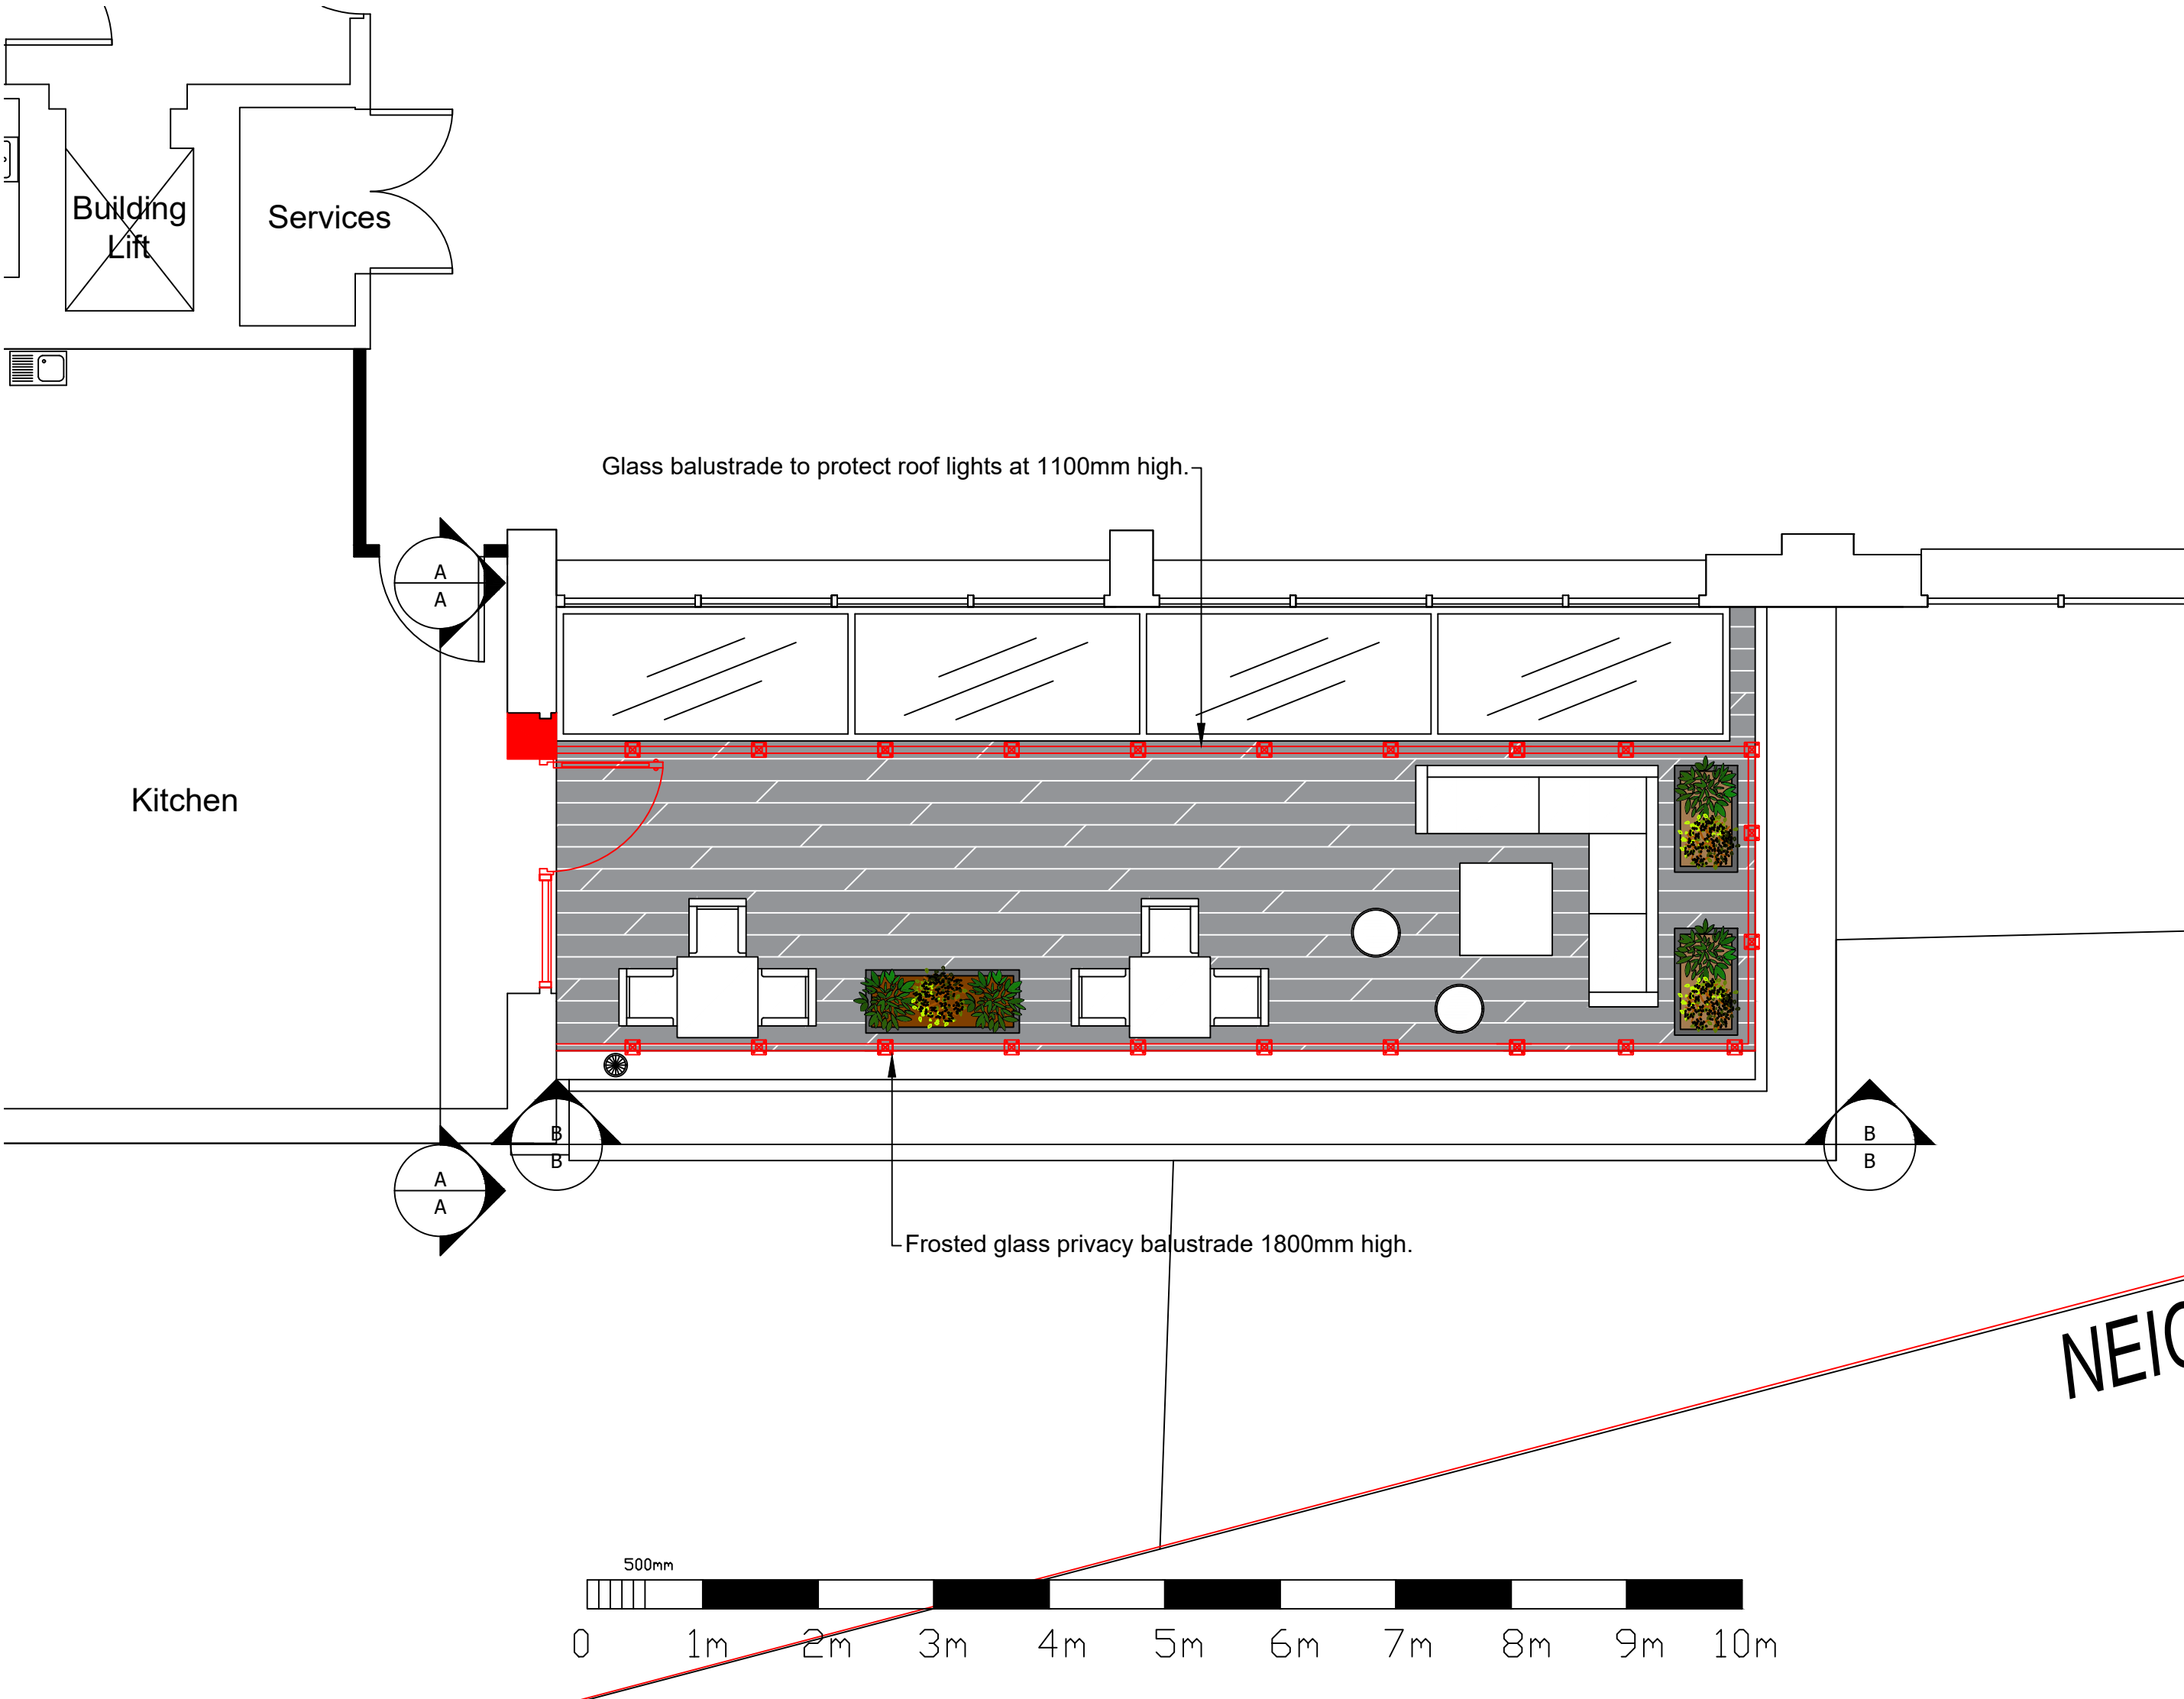 Building
Lift
Services
Glass balustrade to protect roof lights at 1100mm high.
A
A
Kitchen
B
B
B
B
A
A
Frosted glass privacy balustrade 1800mm high.
NEI
500mm
0 1m 2m 3m 4m 5m 6m 7m 8m 9m 10m